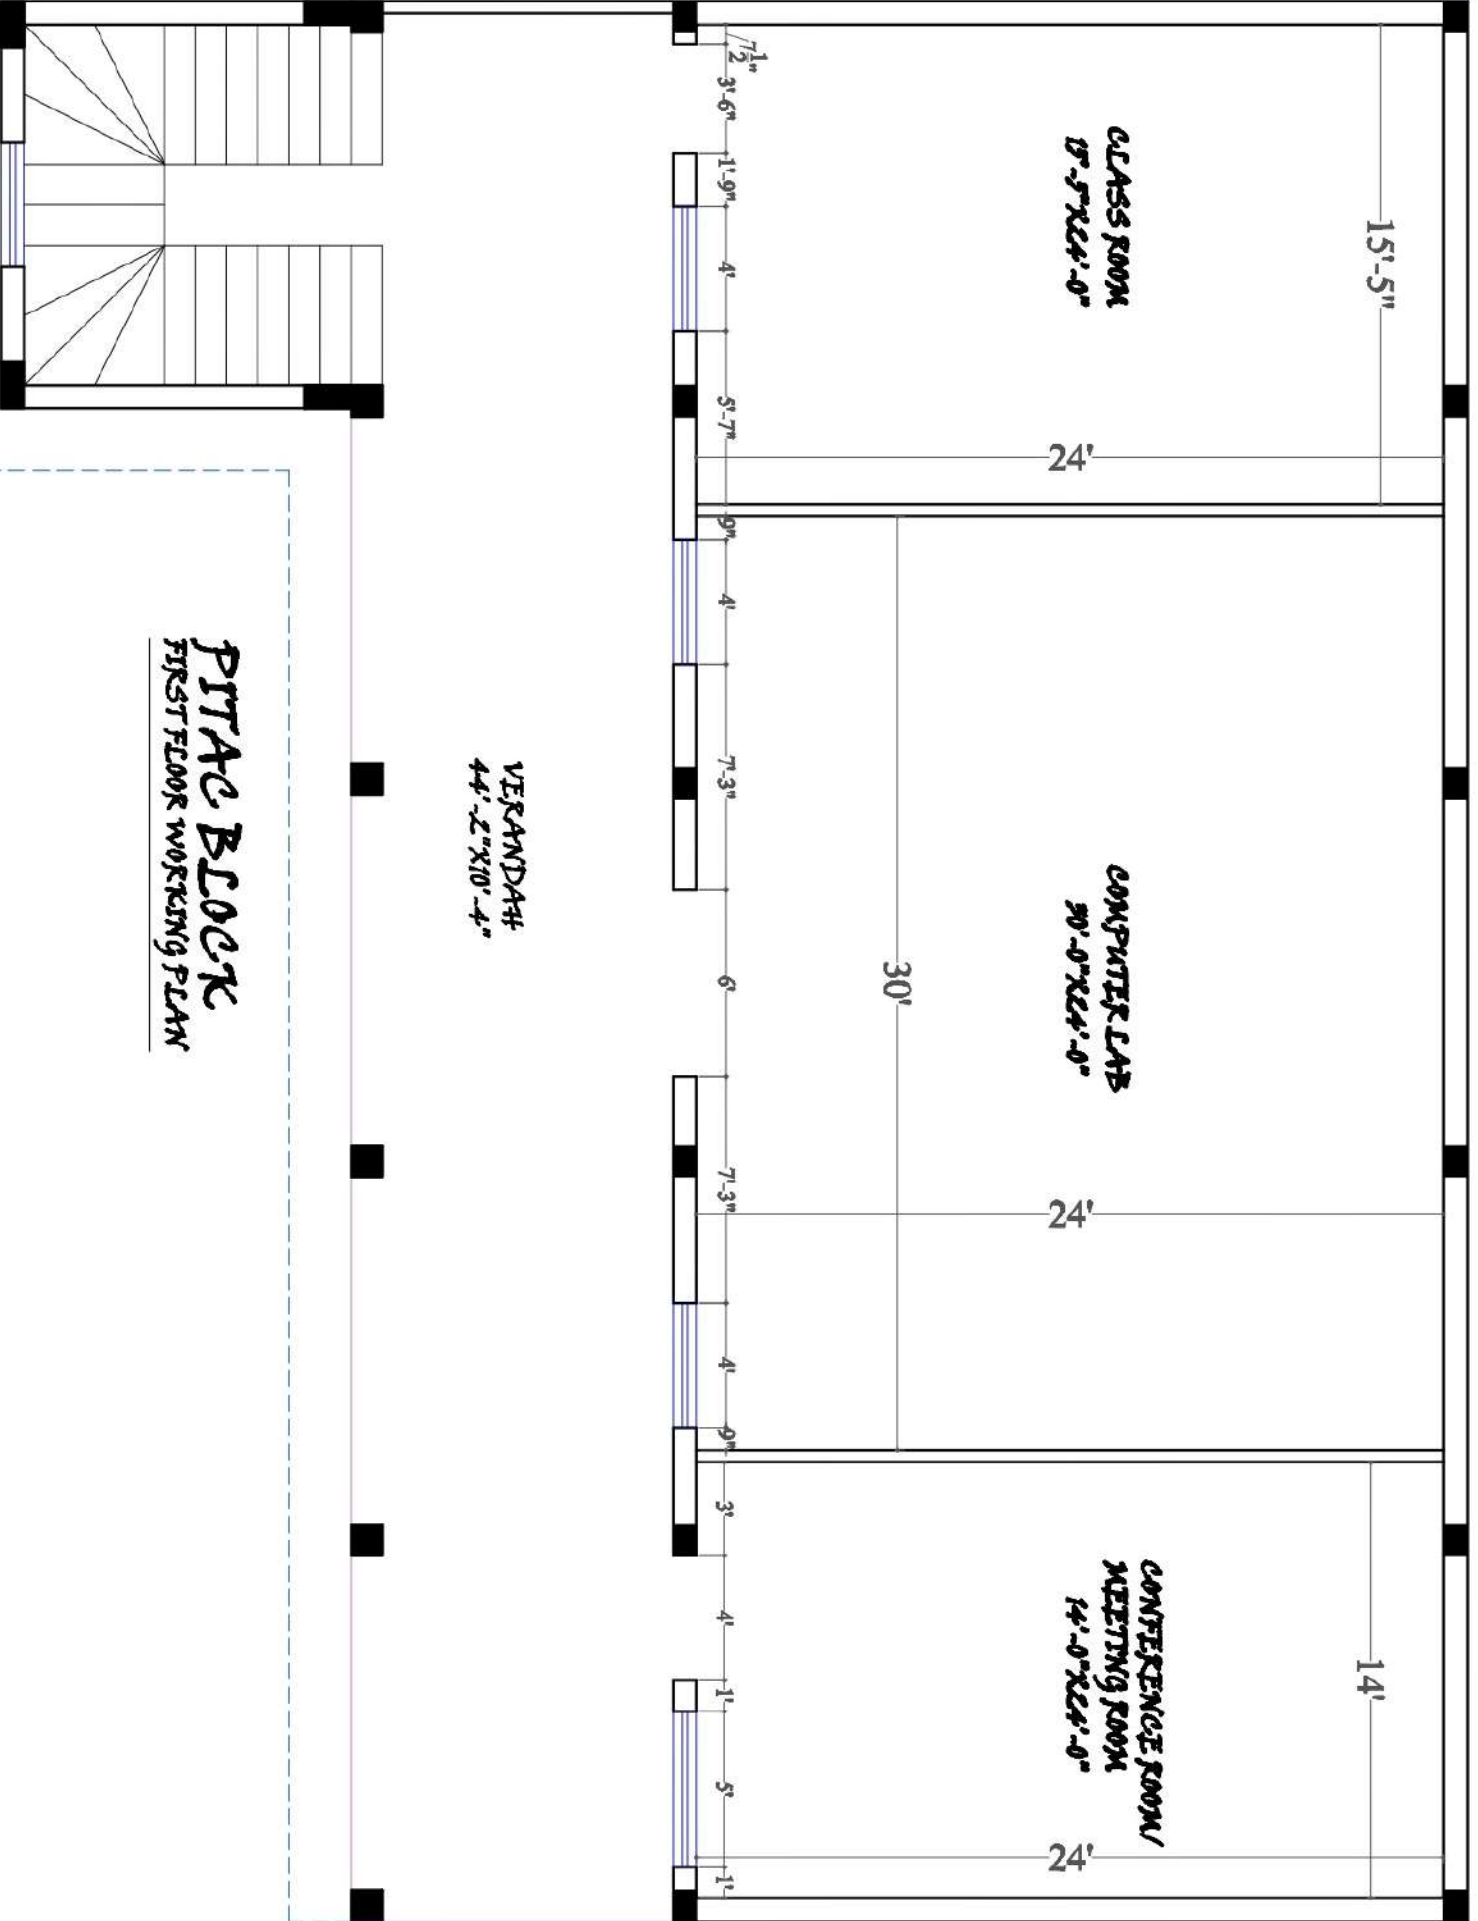 CLASS ROOM
15'-5"X24'-0"
15'-5"
24'
7½"
3'-6"
1'-9"
4'
5'-7"
COMPUTER LAB
30'-0"X24'-0"
30'
24'
9"
4'
7'-3"
6'
7'-3"
4'
9"
CONFERENCE ROOM/
MEETING ROOM
14'-0"X24'-0"
14'
24'
3'
4'
1'
5'
1'
VERANDAH
44'-2"X10'-4"
PITAC BLOCK
FIRST FLOOR WORKING PLAN